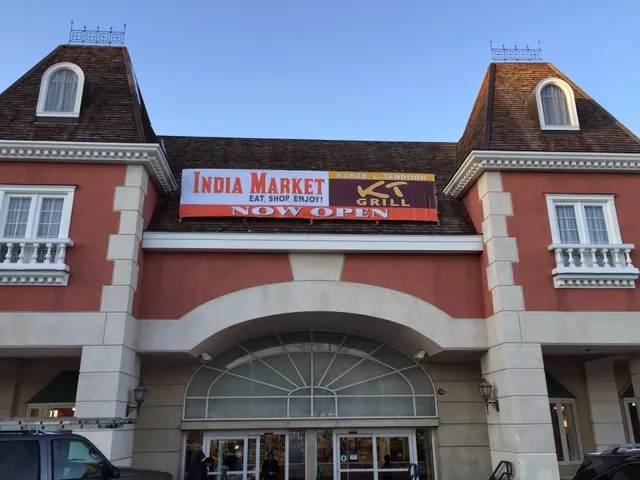 INDIA MARKET
EAT, SHOP, ENJOY!
KABAB & TANDOOR
KT
GRILL
NOW OPEN